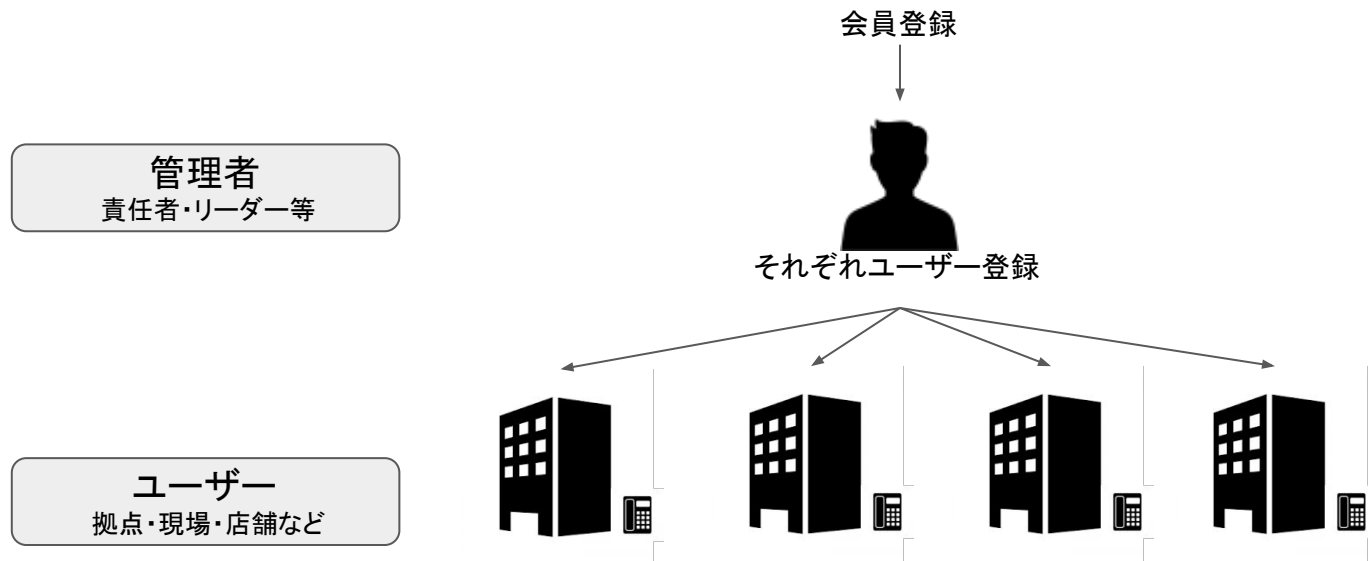 会員登録
管理者
責任者・リーダー等
それぞれユーザー登録
ユーザー
拠点・現場・店舗など